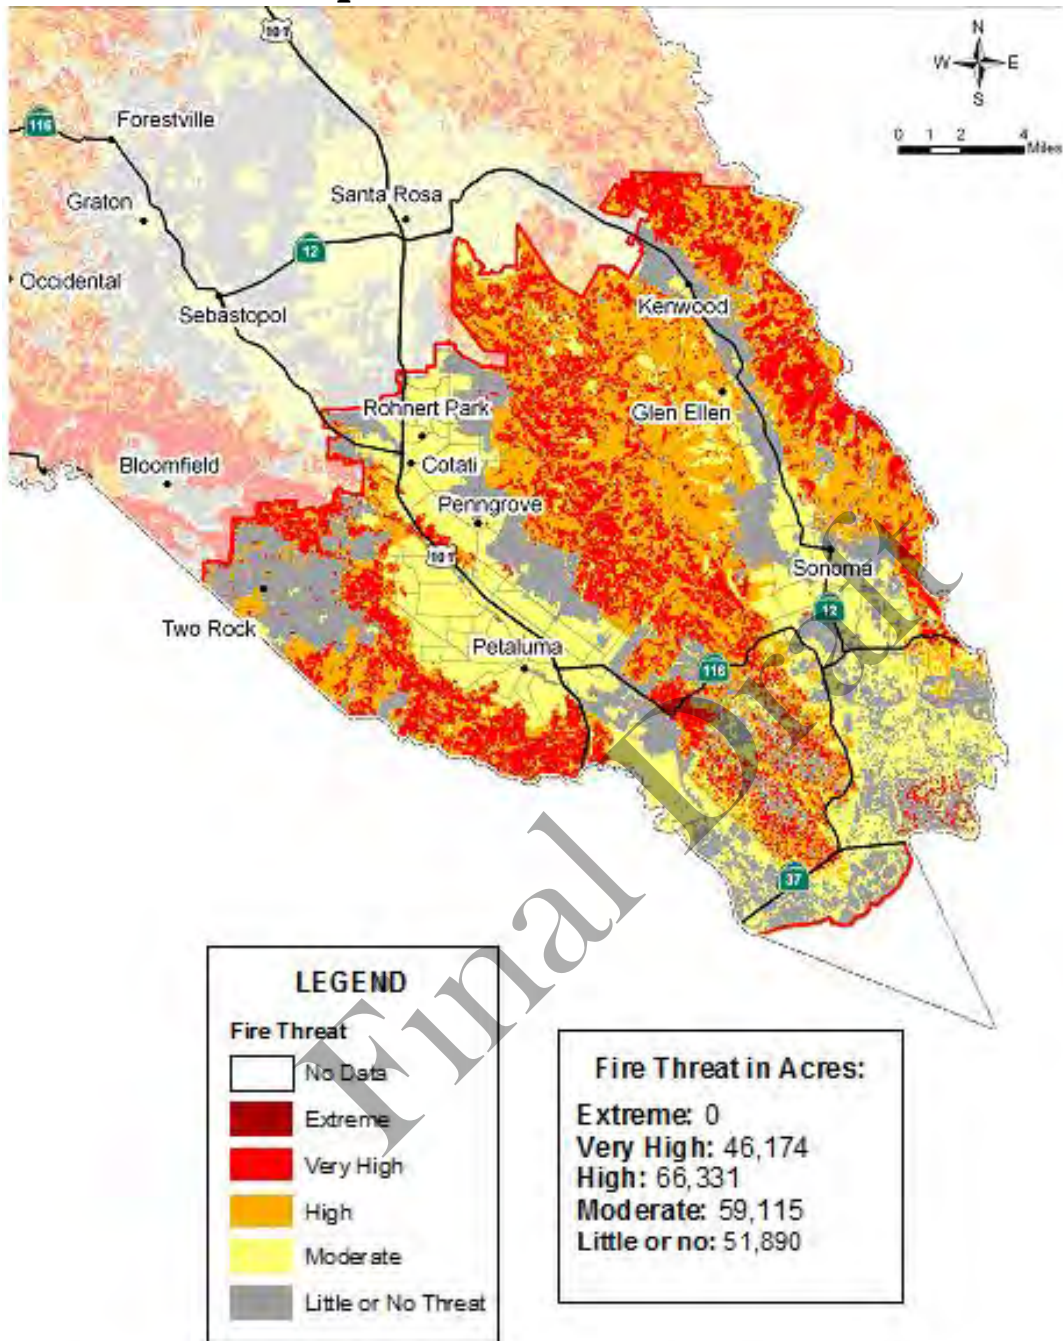 101
N
W E
S
0 1 2 4
Miles
116
Forestville
Graton
Santa Rosa
12
Occidental
Sebastopol
Kenwood
Rohnert Park
Glen Ellen
Cotati
Bloomfield
Penngrove
101
Sonoma
12
Two Rock
Petaluma
116
37
Final Draft
LEGEND
Fire Threat
No Data
Extreme
Very High
High
Moderate
Little or No Threat
Fire Threat in Acres:
Extreme: 0
Very High: 46,174
High: 66,331
Moderate: 59,115
Little or no: 51,890